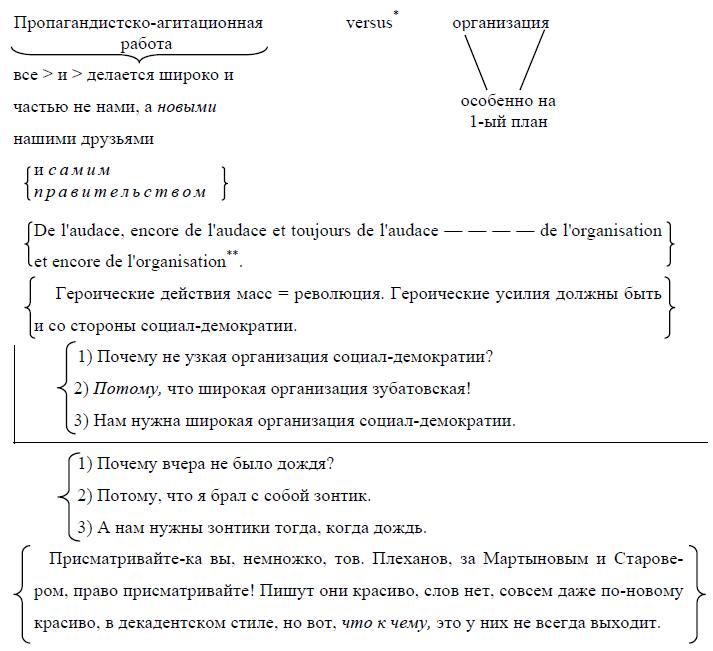 Пропагандистско-агитационная versus* организация
работа
все > и > делается широко и
особенно на
частью не нами, а новыми
1-ый план
нашими друзьями
и самим
правительством
De l'audace, encore de l'audace et toujours de l'audace — — — — de l'organisation
et encore de l'organisation**.
Героические действия масс = революция. Героические усилия должны быть
и со стороны социал-демократии.
1) Почему не узкая организация социал-демократии?
2) Потому, что широкая организация зубатовская!
3) Нам нужна широкая организация социал-демократии.
1) Почему вчера не было дождя?
2) Потому, что я брал с собой зонтик.
3) А нам нужны зонтики тогда, когда дождь.
Присматривайте-ка вы, немножко, тов. Плеханов, за Мартыновым и Старове-
ром, право присматривайте! Пишут они красиво, слов нет, совсем даже по-новому
красиво, в декадентском стиле, но вот, что к чему, это у них не всегда выходит.